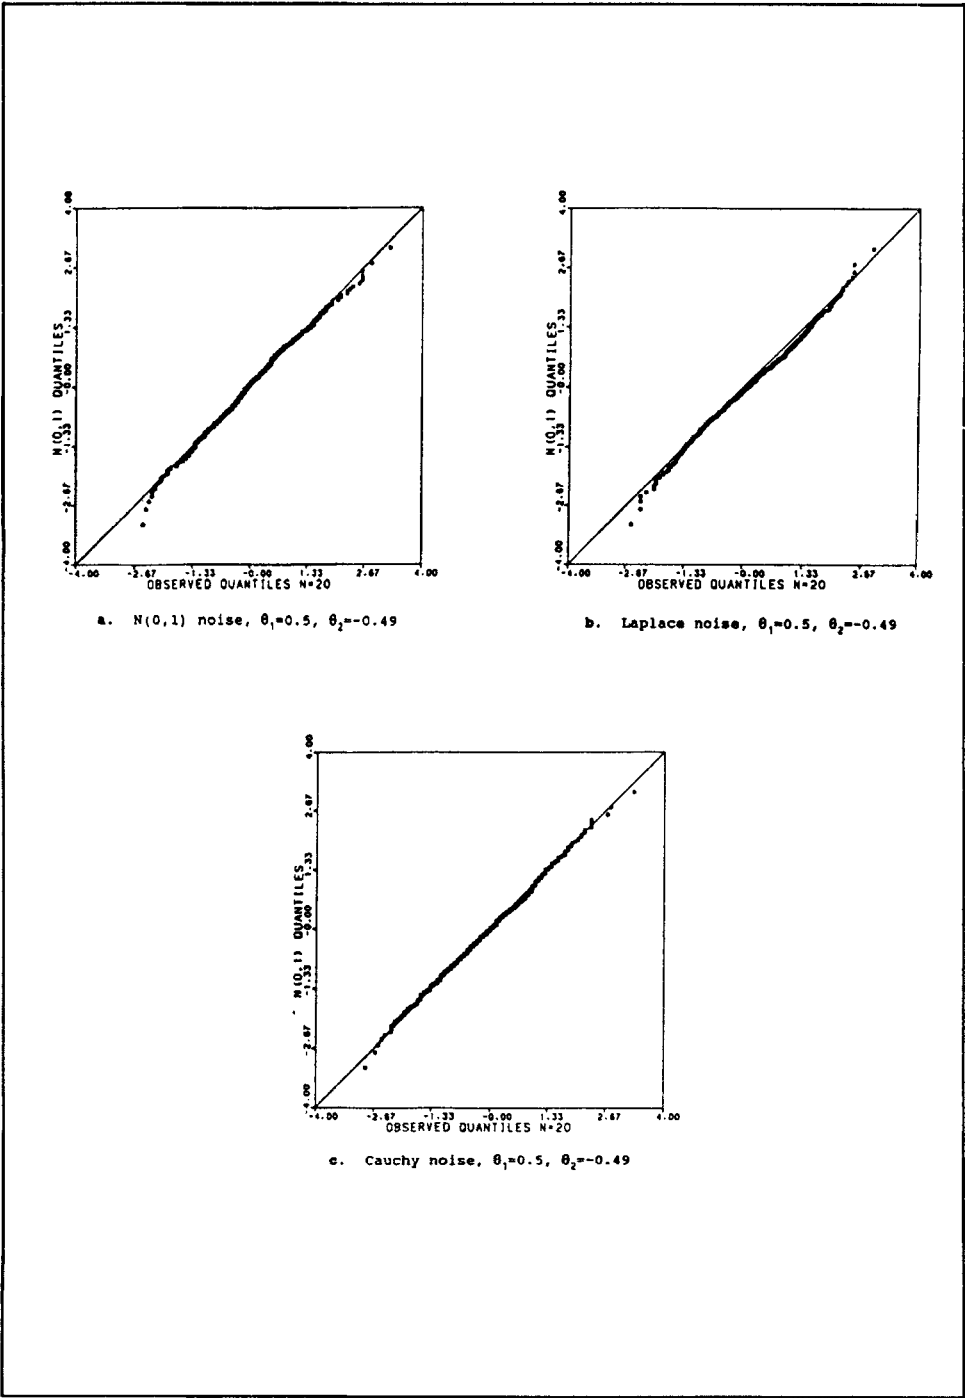 4.00
2.67
1.33
-0.00
-1.33
-2.67
-4.00
N(0,1) QUANTILES
-4.00 -2.67 -1.33 -0.00 1.33 2.67 4.00
OBSERVED QUANTILES N=20
a. N(0,1) noise, θ₁=0.5, θ₂=-0.49
4.00
2.67
1.33
-0.00
-1.33
-2.67
-4.00
N(0,1) QUANTILES
-4.00 -2.67 -1.33 -0.00 1.33 2.67 4.00
OBSERVED QUANTILES N=20
b. Laplace noise, θ₁=0.5, θ₂=-0.49
4.00
2.67
1.33
-0.00
-1.33
-2.67
-4.00
N(0,1) QUANTILES
-4.00 -2.67 -1.33 -0.00 1.33 2.67 4.00
OBSERVED QUANTILES N=20
c. Cauchy noise, θ₁=0.5, θ₂=-0.49